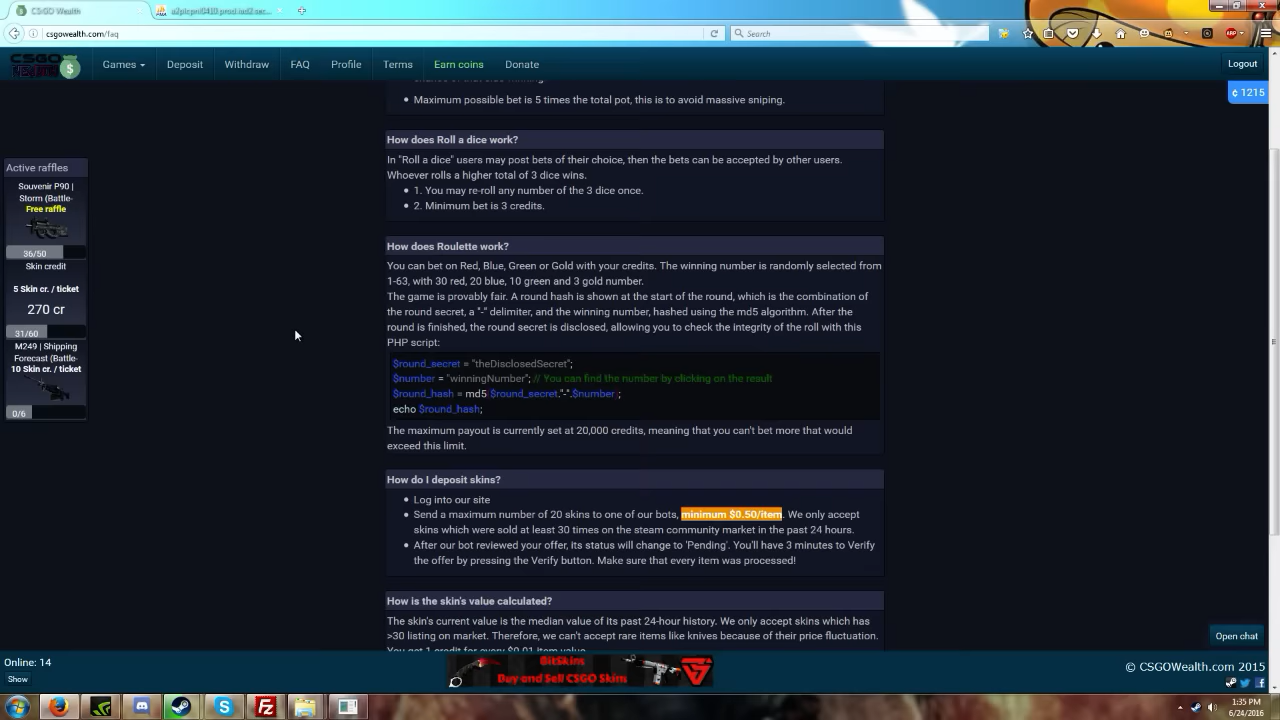 CS:GO Wealth
a2plcpnl0410.prod.iad2.sec...
csgowealth.com/faq
Search
CSGO
Games
Deposit
Withdraw
FAQ
Profile
Terms
Earn coins
Donate
Logout
¢ 1215
Maximum possible bet is 5 times the total pot, this is to avoid massive sniping.
How does Roll a dice work?
In "Roll a dice" users may post bets of their choice, then the bets can be accepted by other users.
Whoever rolls a higher total of 3 dice wins.
1. You may re-roll any number of the 3 dice once.
2. Minimum bet is 3 credits.
How does Roulette work?
You can bet on Red, Blue, Green or Gold with your credits. The winning number is randomly selected from
1-63, with 30 red, 20 blue, 10 green and 3 gold number.
The game is provably fair. A round hash is shown at the start of the round, which is the combination of
the round secret, a "-" delimiter, and the winning number, hashed using the md5 algorithm. After the
round is finished, the round secret is disclosed, allowing you to check the integrity of the roll with this
PHP script:
$round_secret = "theDisclosedSecret";
$number = "winningNumber"; // You can find the number by clicking on the result
$round_hash = md5($round_secret."-".$number);
echo $round_hash;
The maximum payout is currently set at 20,000 credits, meaning that you can't bet more that would
exceed this limit.
How do I deposit skins?
Log into our site
Send a maximum number of 20 skins to one of our bots, minimum $0.50/item. We only accept
skins which were sold at least 30 times on the steam community market in the past 24 hours.
After our bot reviewed your offer, its status will change to 'Pending'. You'll have 3 minutes to Verify
the offer by pressing the Verify button. Make sure that every item was processed!
How is the skin's value calculated?
The skin's current value is the median value of its past 24-hour history. We only accept skins which has
>30 listing on market. Therefore, we can't accept rare items like knives because of their price fluctuation.
You get 1 credit for every $0.01 item value.
Active raffles
Souvenir P90 |
Storm (Battle-
Free raffle
36/50
Skin credit
5 Skin cr. / ticket
270 cr
31/60
M249 | Shipping
Forecast (Battle-
10 Skin cr. / ticket
0/6
Open chat
Online: 14
Show
BitSkins
Buy and Sell CSGO Skins
© CSGOWealth.com 2015
1:35 PM
6/24/2016